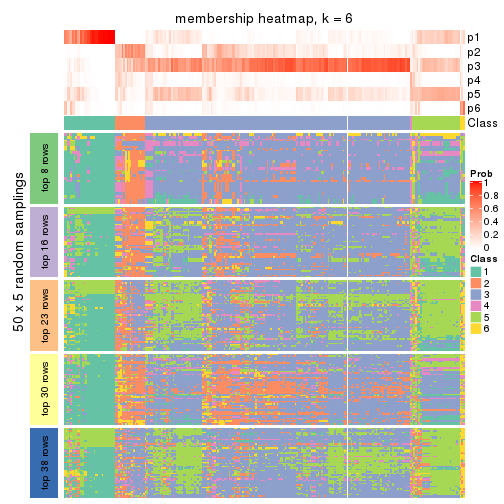 membership heatmap, k = 6
p1
p2
p3
p4
p5
p6
Class
50 x 5 random samplings
top 8 rows
top 16 rows
top 23 rows
top 30 rows
top 38 rows
Prob
1
0.8
0.6
0.4
0.2
0
Class
1
2
3
4
5
6